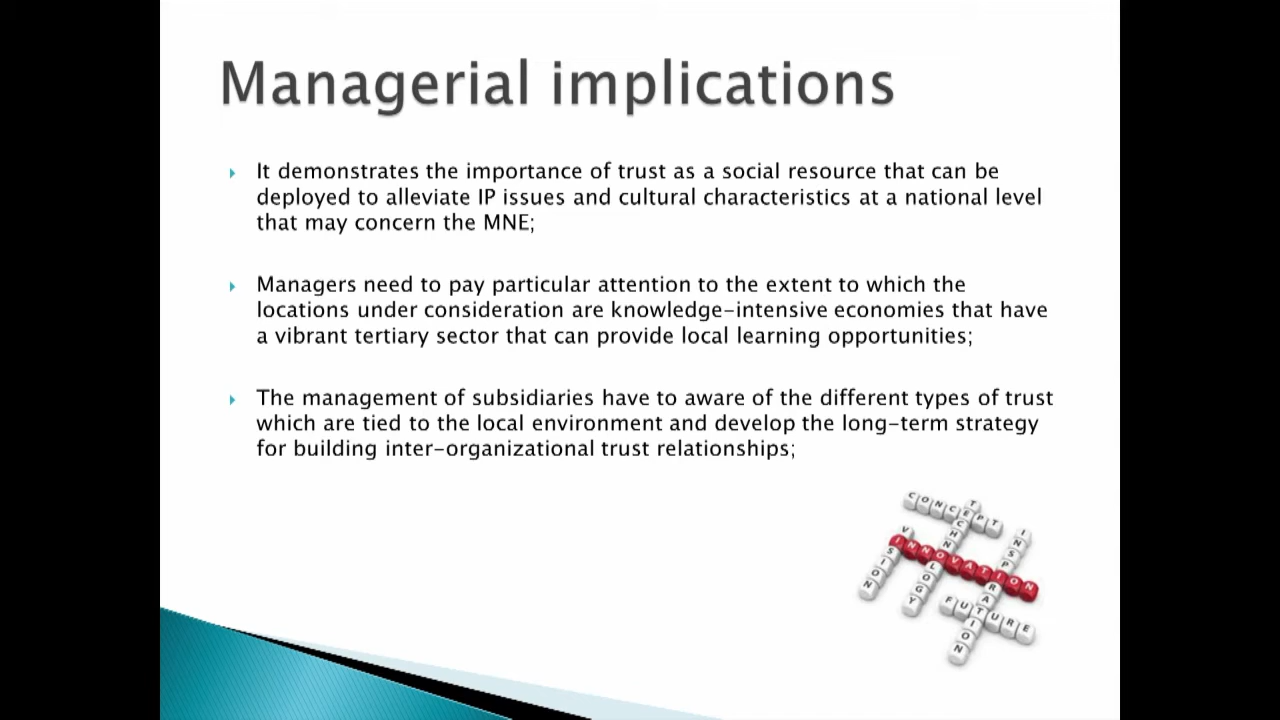 Managerial implications
It demonstrates the importance of trust as a social resource that can be
deployed to alleviate IP issues and cultural characteristics at a national level
that may concern the MNE;
Managers need to pay particular attention to the extent to which the
locations under consideration are knowledge-intensive economies that have
a vibrant tertiary sector that can provide local learning opportunities;
The management of subsidiaries have to aware of the different types of trust
which are tied to the local environment and develop the long-term strategy
for building inter-organizational trust relationships;
CONCEPT
TECHNOLOGY
VISION
INNOVATION
INSPIRATION
FUTURE